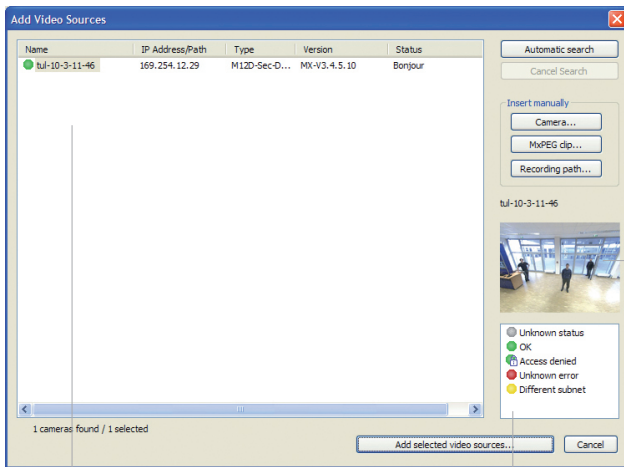 Add Video Sources
Name IP Address/Path Type Version Status
tul-10-3-11-46 169.254.12.29 M12D-Sec-D... MX-V3.4.5.10 Bonjour
Automatic search
Cancel Search
Insert manually
Camera...
MxPEG clip...
Recording path...
tul-10-3-11-46
Unknown status
OK
Access denied
Unknown error
Different subnet
1 cameras found / 1 selected
Add selected video sources...
Cancel